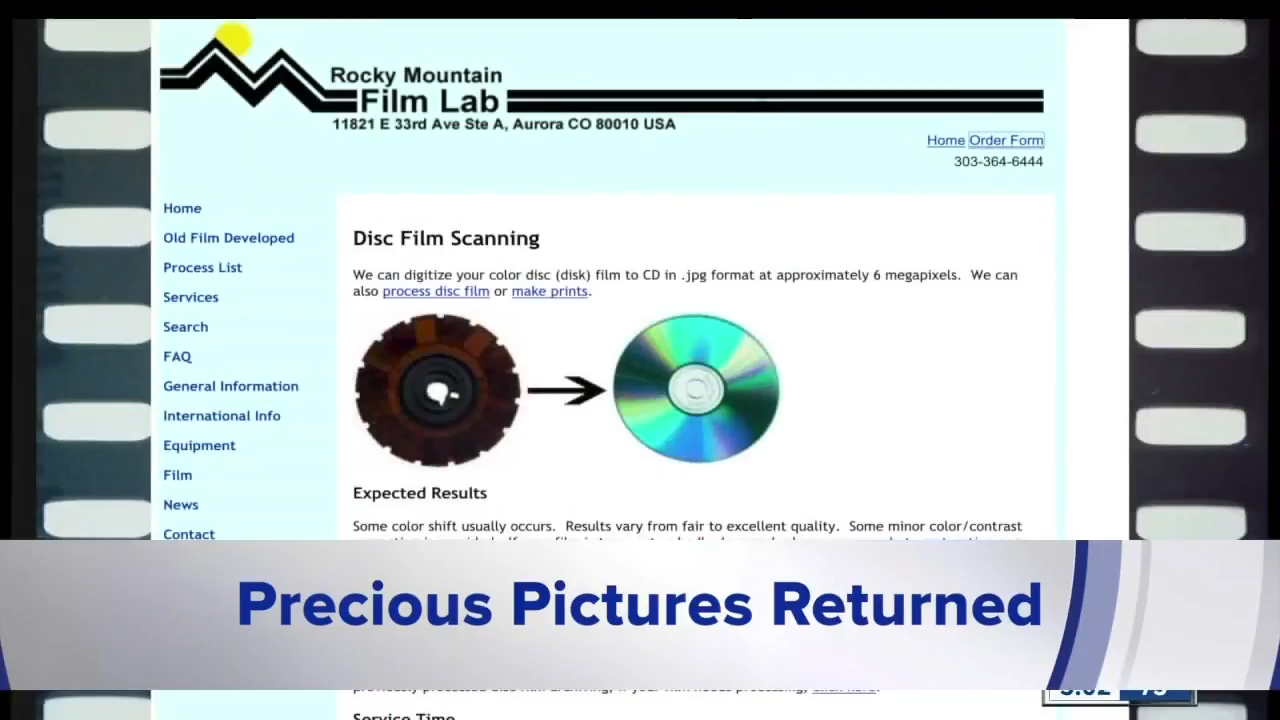 Rocky Mountain
Film Lab
11821 E 33rd Ave Ste A, Aurora CO 80010 USA
Home Order Form
303-364-6444
Home
Old Film Developed
Process List
Services
Search
FAQ
General Information
International Info
Equipment
Film
News
Contact
Disc Film Scanning
We can digitize your color disc (disk) film to CD in .jpg format at approximately 6 megapixels. We can
also process disc film or make prints.
Expected Results
Some color shift usually occurs. Results vary from fair to excellent quality. Some minor color/contrast
Precious Pictures Returned
Service Time